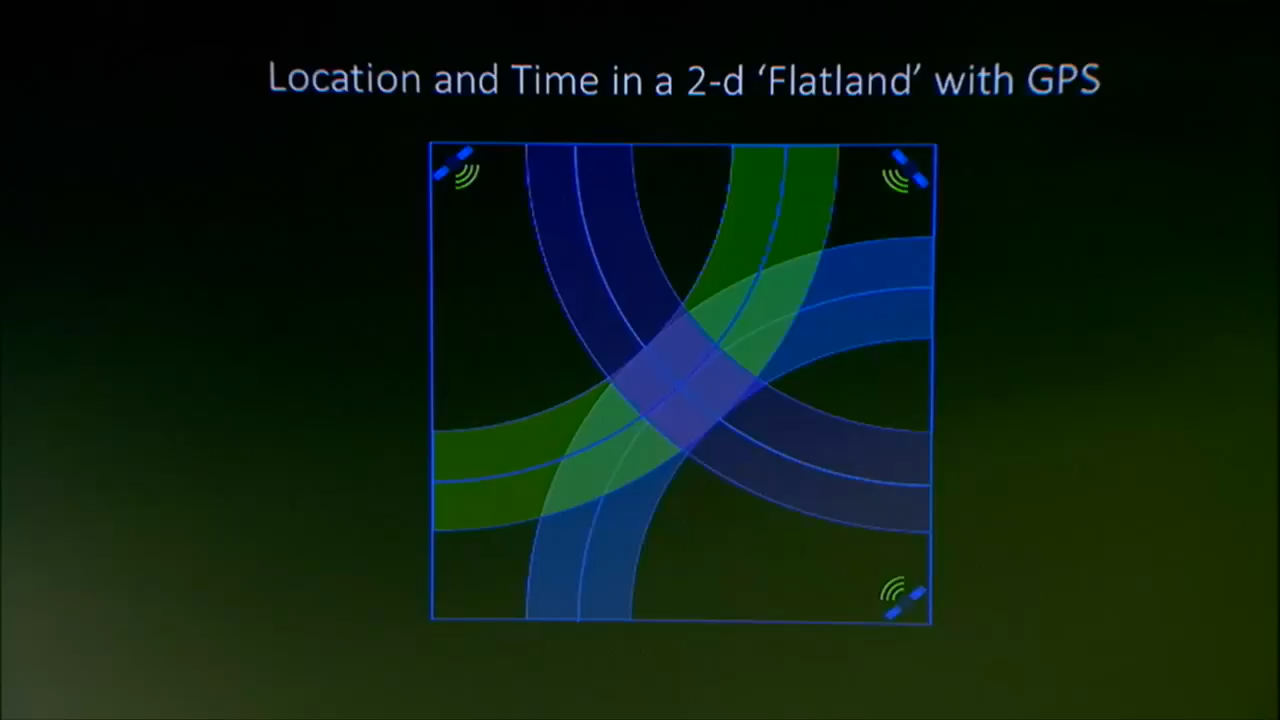 Location and Time in a 2-d ‘Flatland’ with GPS